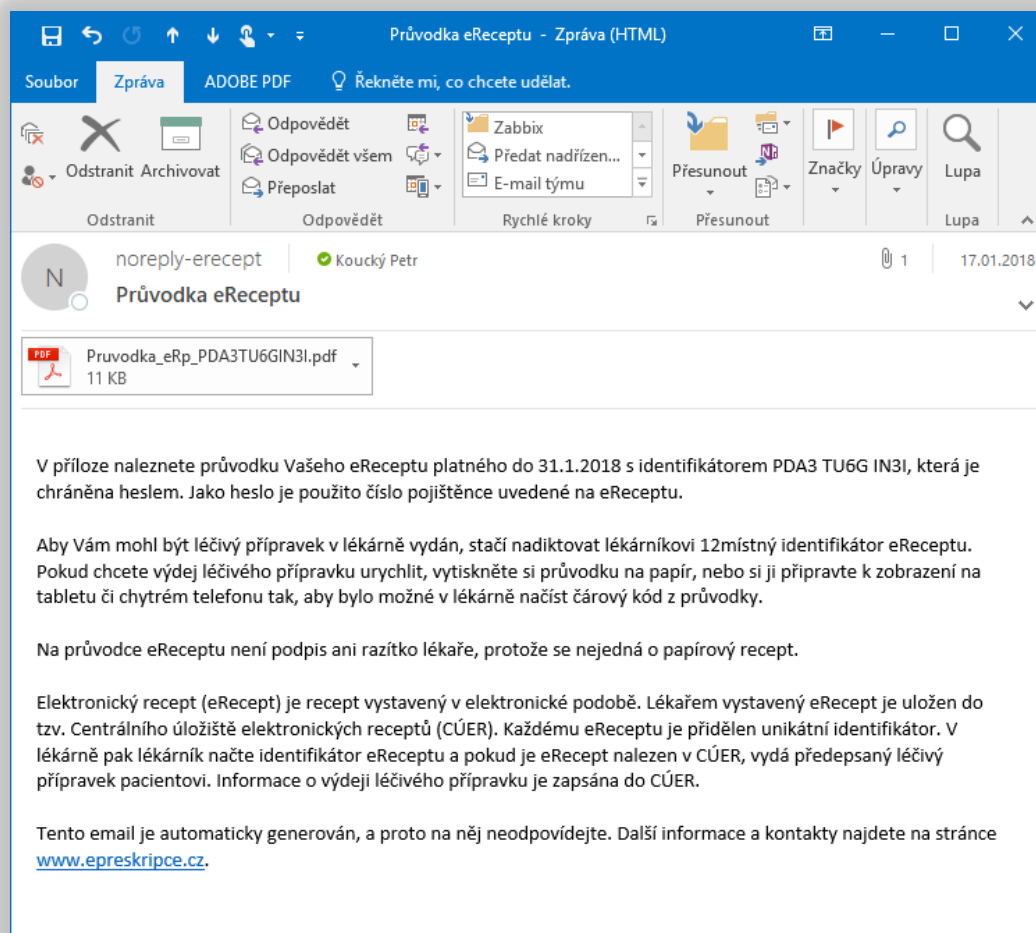 Průvodka eReceptu - Zpráva (HTML)
Soubor Zpráva ADOBE PDF Řekněte mi, co chcete udělat.
Odstranit Archivovat
Odstranit
Odpovědět
Odpovědět všem
Přeposlat
Odpovědět
Zabbix
Předat nadřízen...
E-mail týmu
Rychlé kroky
Přesunout
Přesunout
Značky
Úpravy
Lupa
Lupa
N
noreply-erecept Koucký Petr 1 17.01.2018
Průvodka eReceptu
PDF
Pruvodka_eRp_PDA3TU6GIN3I.pdf
11 KB
V příloze naleznete průvodku Vašeho eReceptu platného do 31.1.2018 s identifikátorem PDA3 TU6G IN3I, která je
chráněna heslem. Jako heslo je použito číslo pojištěnce uvedené na eReceptu.
Aby Vám mohl být léčivý přípravek v lékárně vydán, stačí nadiktovat lékárníkovi 12místný identifikátor eReceptu.
Pokud chcete výdej léčivého přípravku urychlit, vytiskněte si průvodku na papír, nebo si ji připravte k zobrazení na
tabletu či chytrém telefonu tak, aby bylo možné v lékárně načíst čárový kód z průvodky.
Na průvodce eReceptu není podpis ani razítko lékaře, protože se nejedná o papírový recept.
Elektronický recept (eRecept) je recept vystavený v elektronické podobě. Lékařem vystavený eRecept je uložen do
tzv. Centrálního úložiště elektronických receptů (CÚER). Každému eReceptu je přidělen unikátní identifikátor. V
lékárně pak lékárník načte identifikátor eReceptu a pokud je eRecept nalezen v CÚER, vydá předepsaný léčivý
přípravek pacientovi. Informace o výdeji léčivého přípravku je zapsána do CÚER.
Tento email je automaticky generován, a proto na něj neodpovídejte. Další informace a kontakty najdete na stránce
www.epreskripce.cz.